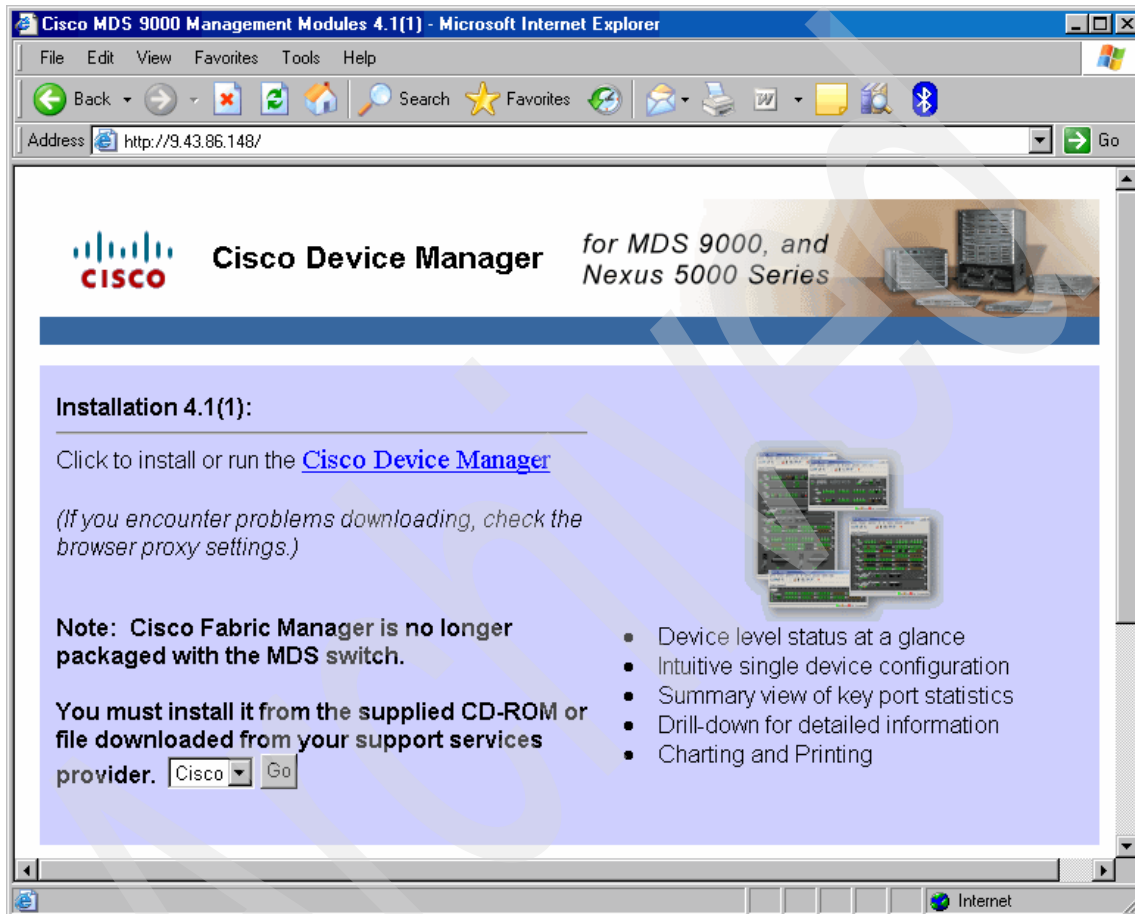 Cisco MDS 9000 Management Modules 4.1(1) - Microsoft Internet Explorer
File Edit View Favorites Tools Help
Back Search Favorites
Address http://9.43.86.148/ Go
CISCO
Cisco Device Manager
for MDS 9000, and
Nexus 5000 Series
Installation 4.1(1):
Click to install or run the Cisco Device Manager
(If you encounter problems downloading, check the
browser proxy settings.)
Note: Cisco Fabric Manager is no longer
packaged with the MDS switch.
You must install it from the supplied CD-ROM or
file downloaded from your support services
provider. Cisco Go
• Device level status at a glance
• Intuitive single device configuration
• Summary view of key port statistics
• Drill-down for detailed information
• Charting and Printing
Internet